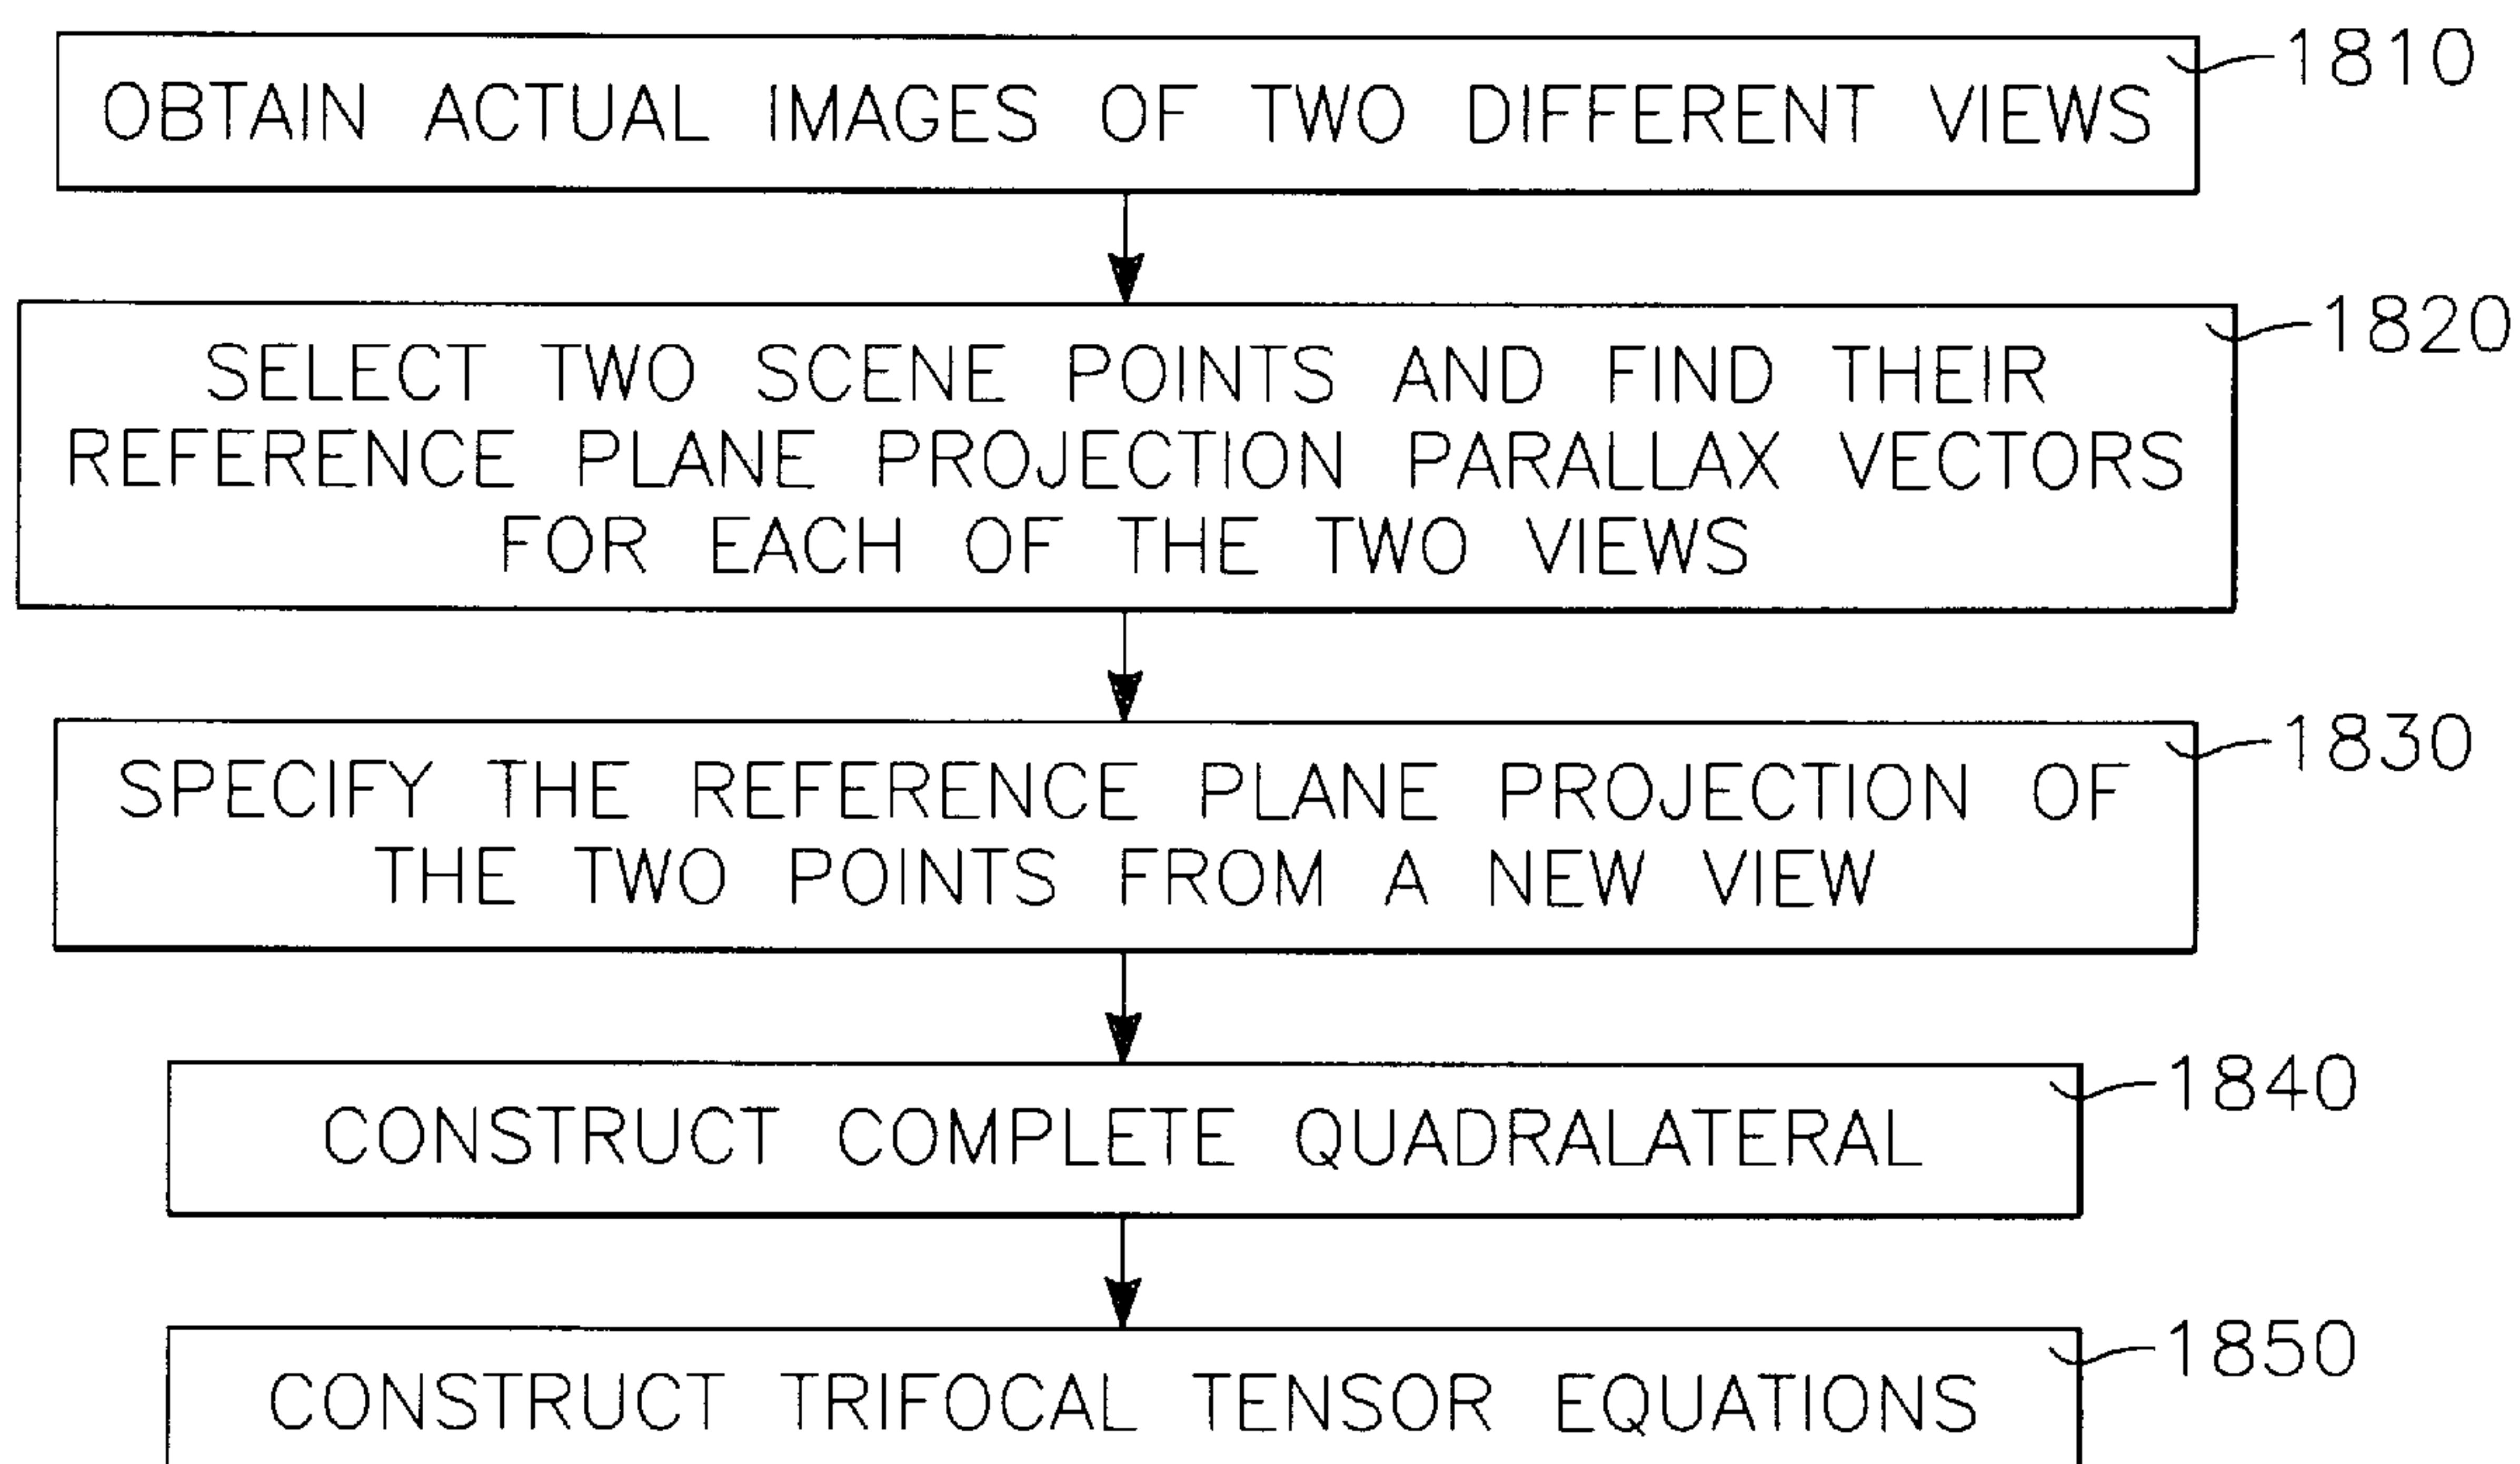 1810
OBTAIN ACTUAL IMAGES OF TWO DIFFERENT VIEWS
1820
SELECT TWO SCENE POINTS AND FIND THEIR
REFERENCE PLANE PROJECTION PARALLAX VECTORS
FOR EACH OF THE TWO VIEWS
1830
SPECIFY THE REFERENCE PLANE PROJECTION OF
THE TWO POINTS FROM A NEW VIEW
1840
CONSTRUCT COMPLETE QUADRALATERAL
1850
CONSTRUCT TRIFOCAL TENSOR EQUATIONS